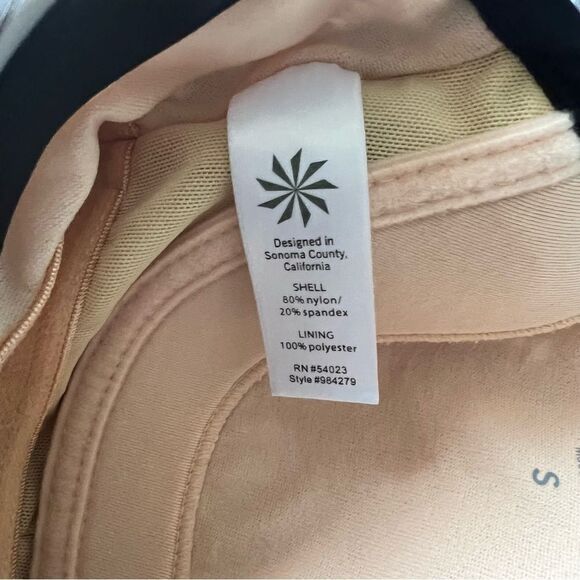 Designed in
Sonoma County,
California
SHELL
80% nylon/
20% spandex
LINING
100% polyester
RN #54023
Style #984279
S